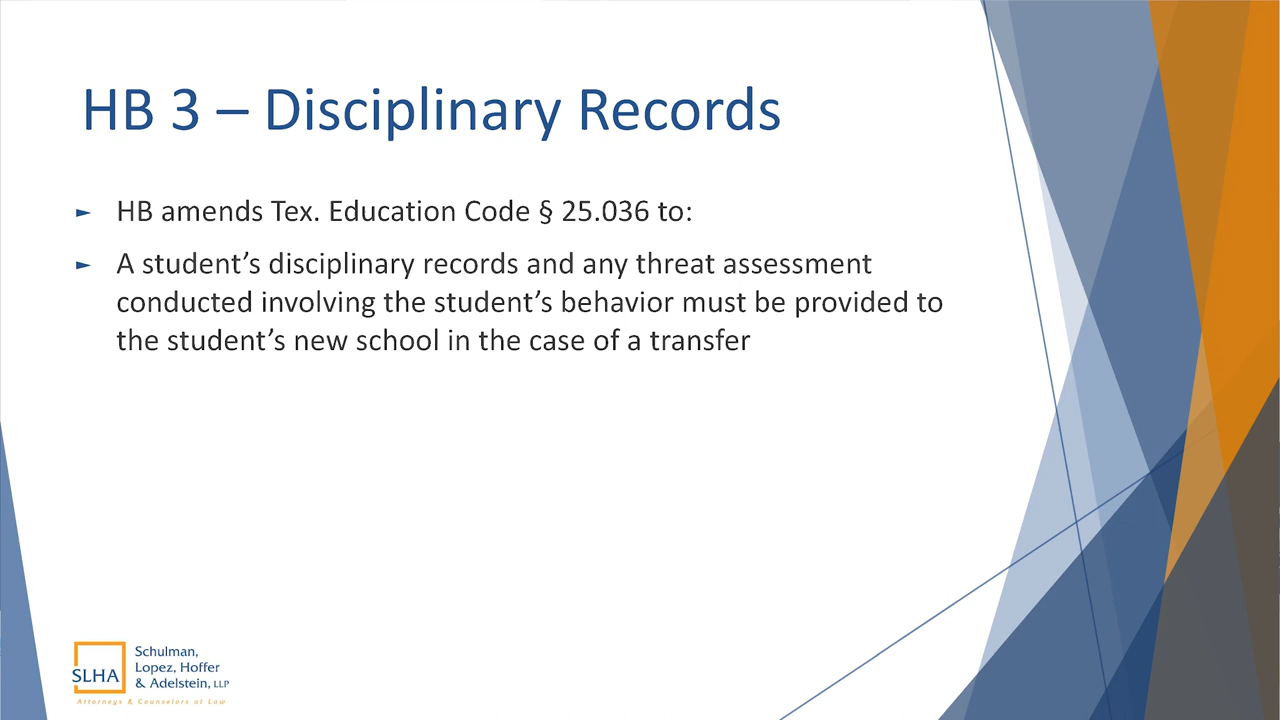 HB 3 – Disciplinary Records
► HB amends Tex. Education Code § 25.036 to:
► A student’s disciplinary records and any threat assessment
conducted involving the student’s behavior must be provided to
the student’s new school in the case of a transfer
SLHA
Schulman,
Lopez, Hoffer
& Adelstein, LLP
Attorneys & Counselors at Law